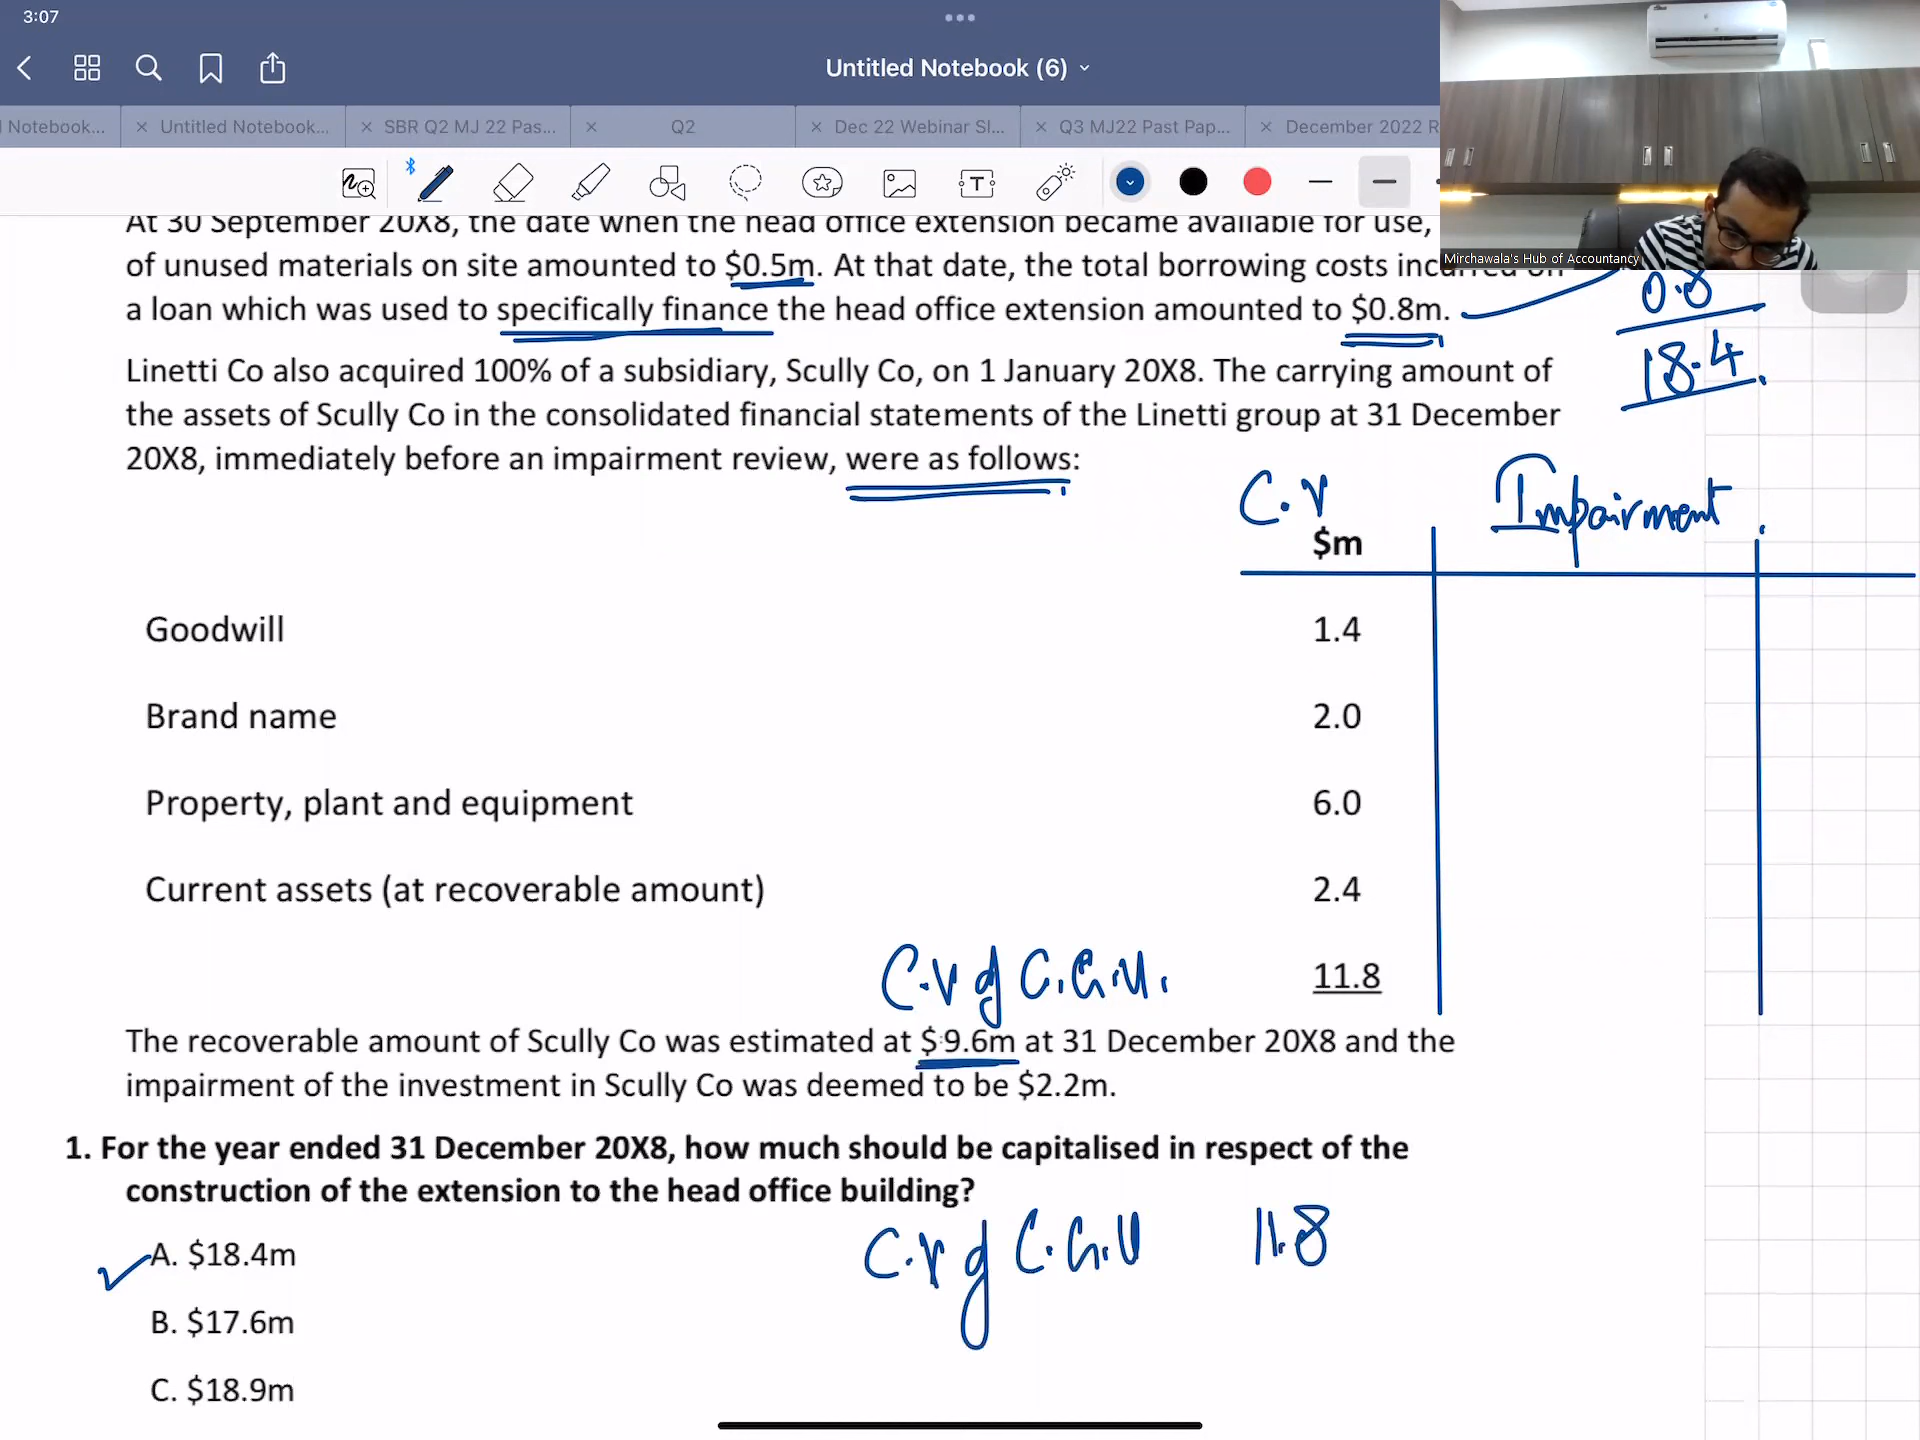 3:07
Untitled Notebook (6)
Notebook...
Untitled Notebook...
SBR Q2 MJ 22 Pas...
Q2
Dec 22 Webinar Sl...
Q3 MJ22 Past Pap...
December 2022 R
Mirchawala's Hub of Accountancy
At 30 September 20X8, the date when the head office extension became available for use,
of unused materials on site amounted to $0.5m. At that date, the total borrowing costs incurred on
a loan which was used to specifically finance the head office extension amounted to $0.8m.
0.8
18.4
Linetti Co also acquired 100% of a subsidiary, Scully Co, on 1 January 20X8. The carrying amount of
the assets of Scully Co in the consolidated financial statements of the Linetti group at 31 December
20X8, immediately before an impairment review, were as follows:
C.V Impairment
$m
Goodwill 1.4
Brand name 2.0
Property, plant and equipment 6.0
Current assets (at recoverable amount) 2.4
C.V of C.G.U. 11.8
The recoverable amount of Scully Co was estimated at $9.6m at 31 December 20X8 and the
impairment of the investment in Scully Co was deemed to be $2.2m.
1. For the year ended 31 December 20X8, how much should be capitalised in respect of the
construction of the extension to the head office building?
C.V of C.G.U 11.8
A. $18.4m
B. $17.6m
C. $18.9m